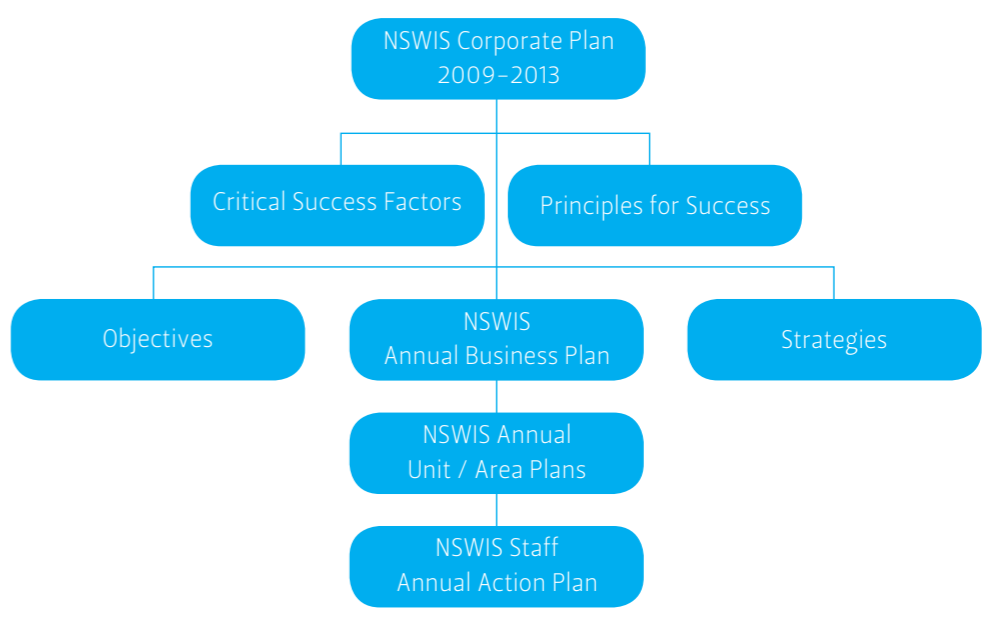 NSWIS Corporate Plan
2009–2013
Critical Success Factors
Principles for Success
Objectives
NSWIS
Annual Business Plan
Strategies
NSWIS Annual
Unit / Area Plans
NSWIS Staff
Annual Action Plan